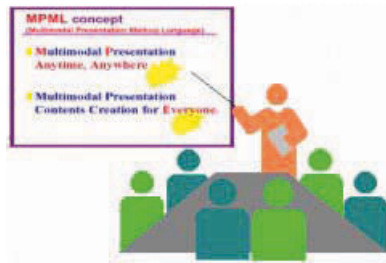 MPML concept
(Multimodal Presentation Markup Language)
Multimodal Presentation
Anytime, Anywhere
Multimodal Presentation
Contents Creation for Everyone.